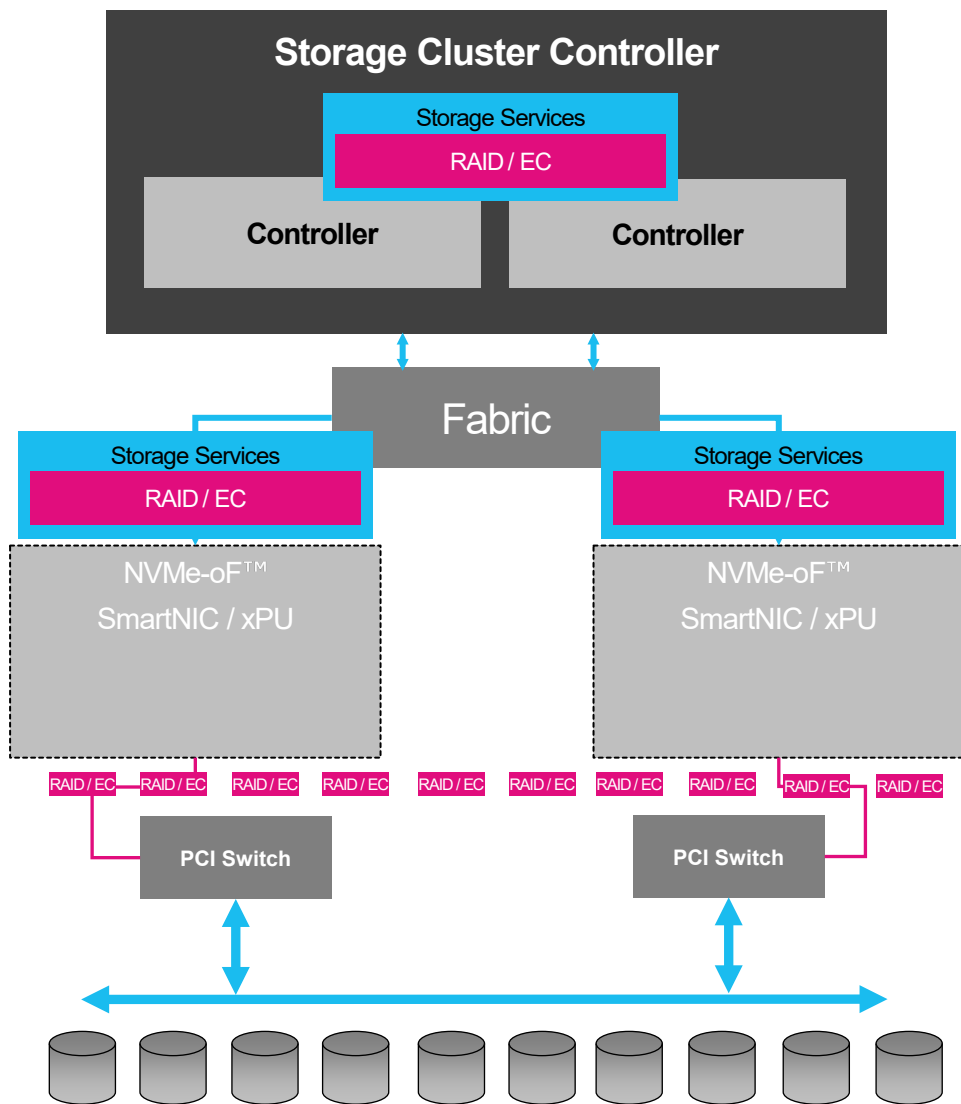 Storage Cluster Controller
Storage Services
RAID / EC
Controller
Controller
Fabric
Storage Services
RAID / EC
Storage Services
RAID / EC
NVMe-oF™
SmartNIC / xPU
NVMe-oF™
SmartNIC / xPU
RAID / EC
RAID / EC
RAID / EC
RAID / EC
RAID / EC
RAID / EC
RAID / EC
RAID / EC
RAID / EC
RAID / EC
PCI Switch
PCI Switch